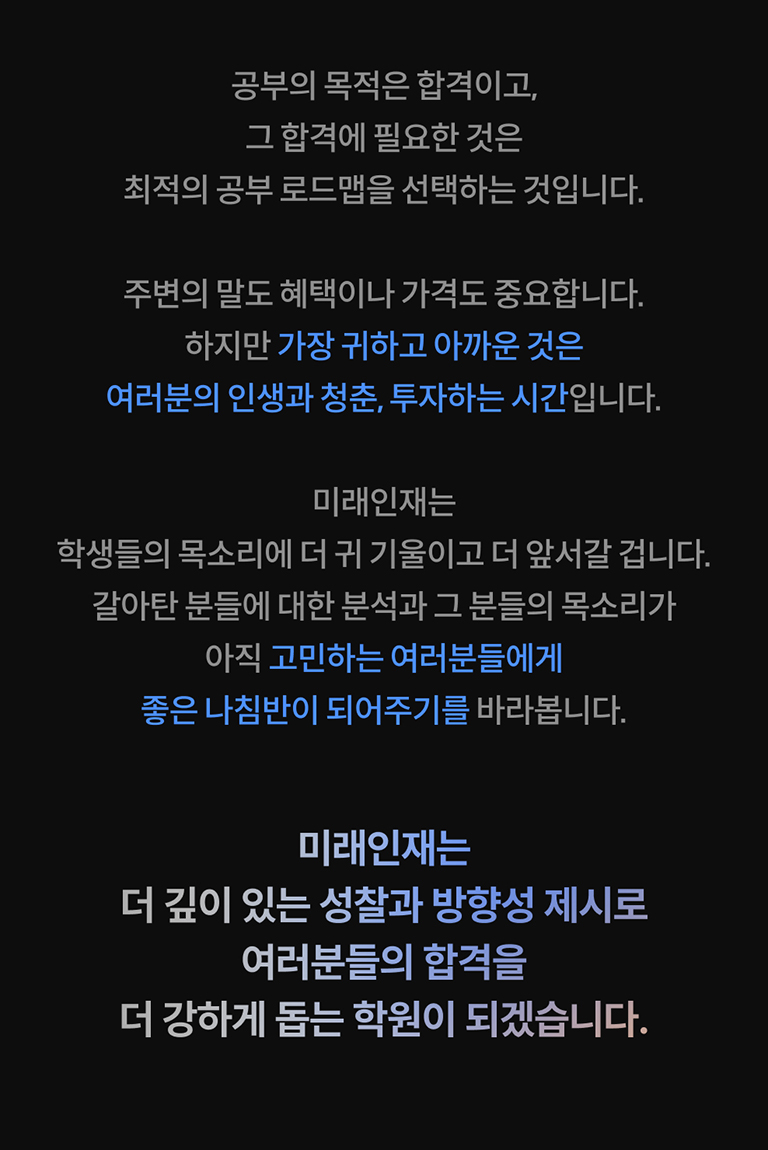 공부의 목적은 합격이고,
그 합격에 필요한 것은
최적의 공부 로드맵을 선택하는 것입니다.
주변의 말도 혜택이나 가격도 중요합니다.
하지만 가장 귀하고 아까운 것은
여러분의 인생과 청춘, 투자하는 시간입니다.
미래인재는
학생들의 목소리에 더 귀 기울이고 더 앞서갈 겁니다.
갈아탄 분들에 대한 분석과 그 분들의 목소리가
아직 고민하는 여러분들에게
좋은 나침반이 되어주기를 바라봅니다.
미래인재는
더 깊이 있는 성찰과 방향성 제시로
여러분들의 합격을
더 강하게 돕는 학원이 되겠습니다.